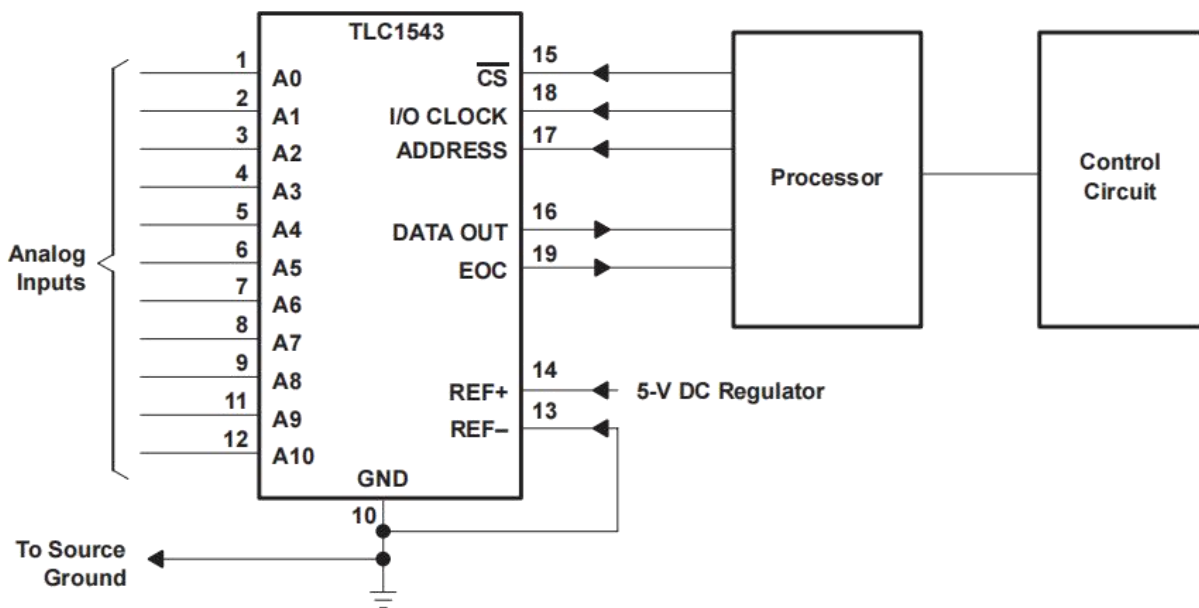 TLC1543
1
A0
2
A1
3
A2
4
A3
5
A4
6
A5
7
A6
8
A7
9
A8
11
A9
12
A10
Analog
Inputs
15
CS
18
I/O CLOCK
17
ADDRESS
16
DATA OUT
19
EOC
14
REF+
5-V DC Regulator
13
REF–
GND
10
To Source
Ground
Processor
Control
Circuit